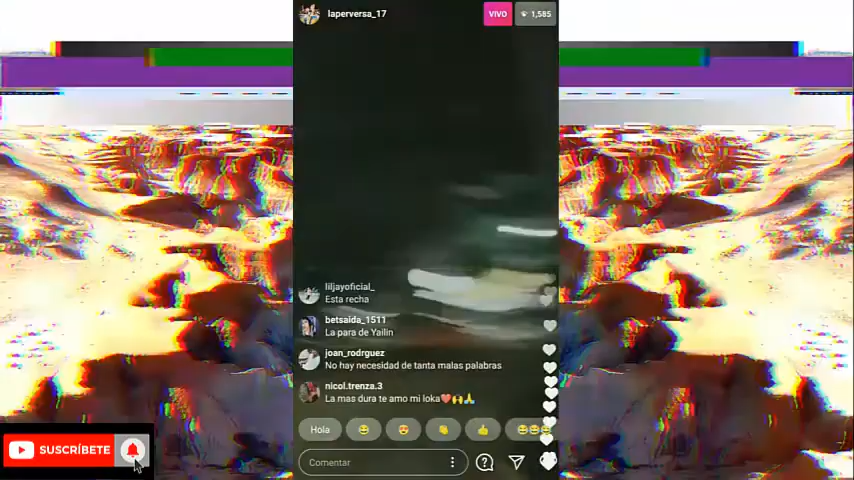 laperversa_17
VIVO
1,585
liljayoficial_
Esta recha
betsaida_1511
La para de Yailin
joan_rodrguez
No hay necesidad de tanta malas palabras
nicol.trenza.3
La mas dura te amo mi loka❤️🙌🙏
Hola
Comentar
SUSCRÍBETE